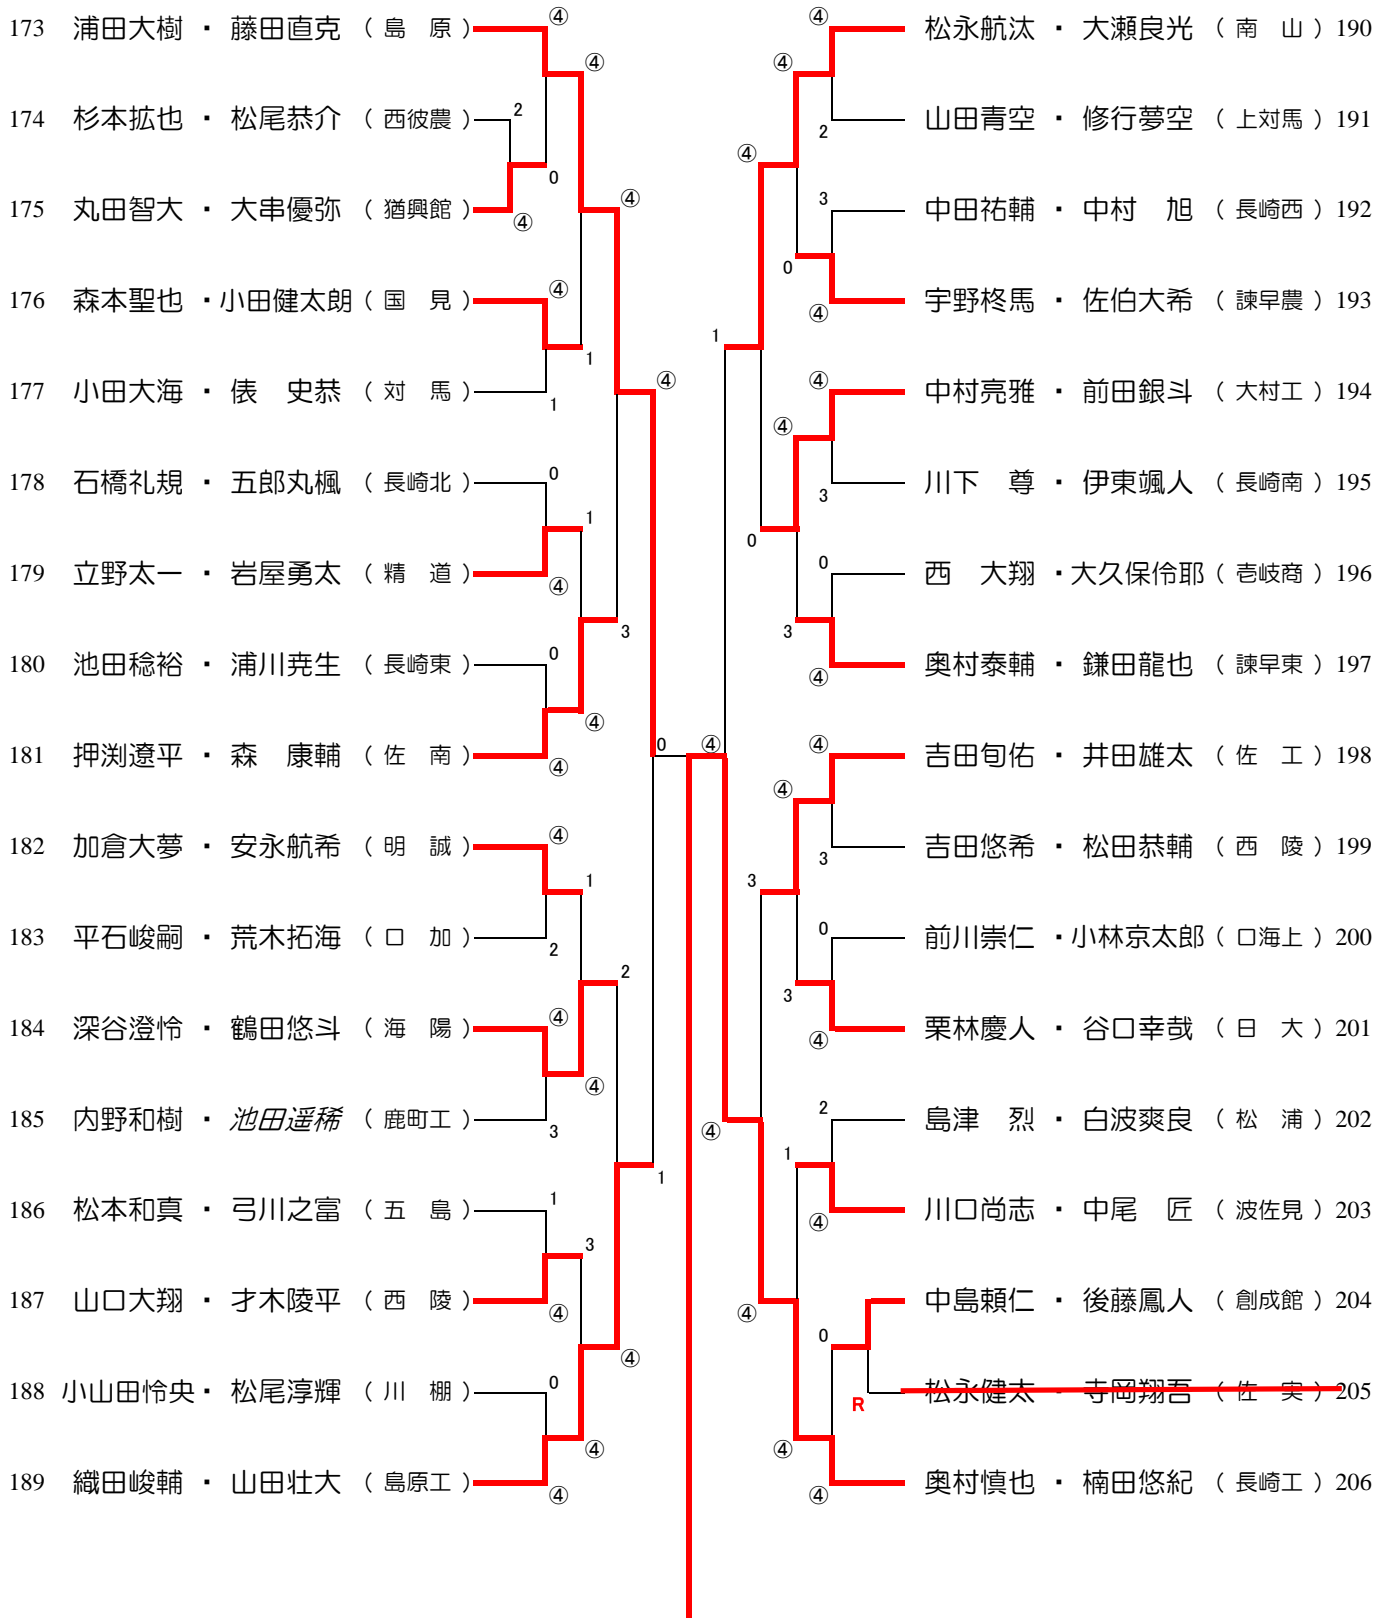 173 浦田大樹 ・ 藤田直克 （ 島 原 ）
174 杉本拡也 ・ 松尾恭介 （ 西彼農 ）
175 丸田智大 ・ 大串優弥 （ 猶興館 ）
176 森本聖也 ・小田健太朗（ 国 見 ）
177 小田大海 ・ 俵 史恭 （ 対 馬 ）
178 石橋礼規 ・ 五郎丸楓 （ 長崎北 ）
179 立野太一 ・ 岩屋勇太 （ 精 道 ）
180 池田稔裕 ・ 浦川尭生 （ 長崎東 ）
181 押渕遼平 ・ 森 康輔 （ 佐 南 ）
182 加倉大夢 ・ 安永航希 （ 明 誠 ）
183 平石峻嗣 ・ 荒木拓海 （ 口 加 ）
184 深谷澄怜 ・ 鶴田悠斗 （ 海 陽 ）
185 内野和樹 ・ 池田遥稀 （ 鹿町工 ）
186 松本和真 ・ 弓川之富 （ 五 島 ）
187 山口大翔 ・ 才木陵平 （ 西 陵 ）
188 小山田怜央・ 松尾淳輝 （ 川 棚 ）
189 織田峻輔 ・ 山田壮大 （ 島原工 ）
④
2
④
0
④
④
1
1
④
0
④
1
0
④
④
3
④
④
2
1
④
3
④
2
1
④
3
0
④
④
④
1
④
0
④
松永航汰 ・ 大瀬良光 （ 南 山 ）190
山田青空 ・ 修行夢空 （ 上対馬 ）191
中田祐輔 ・ 中村 旭 （ 長崎西 ）192
宇野柊馬 ・ 佐伯大希 （ 諫早農 ）193
中村亮雅 ・ 前田銀斗 （ 大村工 ）194
川下 尊 ・ 伊東颯人 （ 長崎南 ）195
西 大翔 ・大久保伶耶（ 壱岐商 ）196
奥村泰輔 ・ 鎌田龍也 （ 諫早東 ）197
吉田旬佑 ・ 井田雄太 （ 佐 工 ）198
吉田悠希 ・ 松田恭輔 （ 西 陵 ）199
前川崇仁 ・小林京太郎（ 口海上 ）200
栗林慶人 ・ 谷口幸哉 （ 日 大 ）201
島津 烈 ・ 白波爽良 （ 松 浦 ）202
川口尚志 ・ 中尾 匠 （ 波佐見 ）203
中島頼仁 ・ 後藤鳳人 （ 創成館 ）204
松永健太 ・ 寺岡翔吾 （ 佐 実 ）205
奥村慎也 ・ 楠田悠紀 （ 長崎工 ）206
④
④
2
④
3
0
④
1
④
④
3
0
0
3
④
④
④
3
3
0
3
④
④
2
1
④
④
0
R
④
④